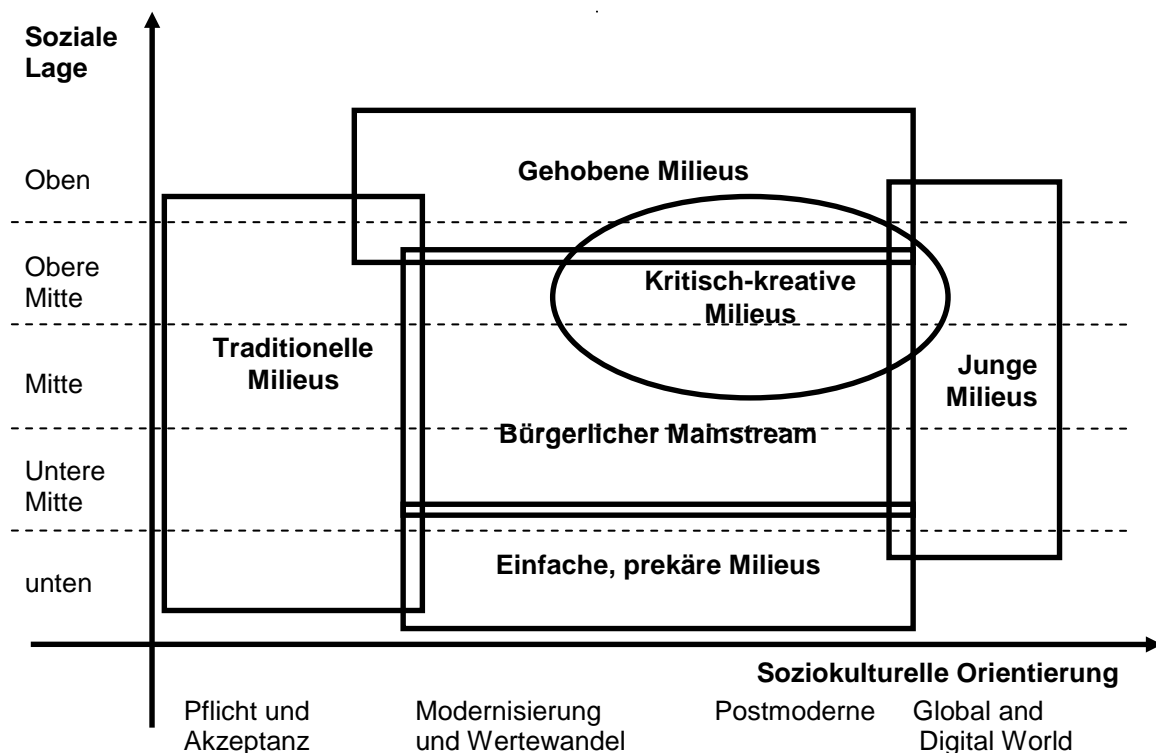 Soziale
Lage
Oben
Gehobene Milieus
Obere
Mitte
Kritisch-kreative
Milieus
Traditionelle
Milieus
Mitte
Junge
Milieus
Bürgerlicher Mainstream
Untere
Mitte
Einfache, prekäre Milieus
unten
Soziokulturelle Orientierung
Pflicht und
Akzeptanz
Modernisierung
und Wertewandel
Postmoderne
Global and
Digital World